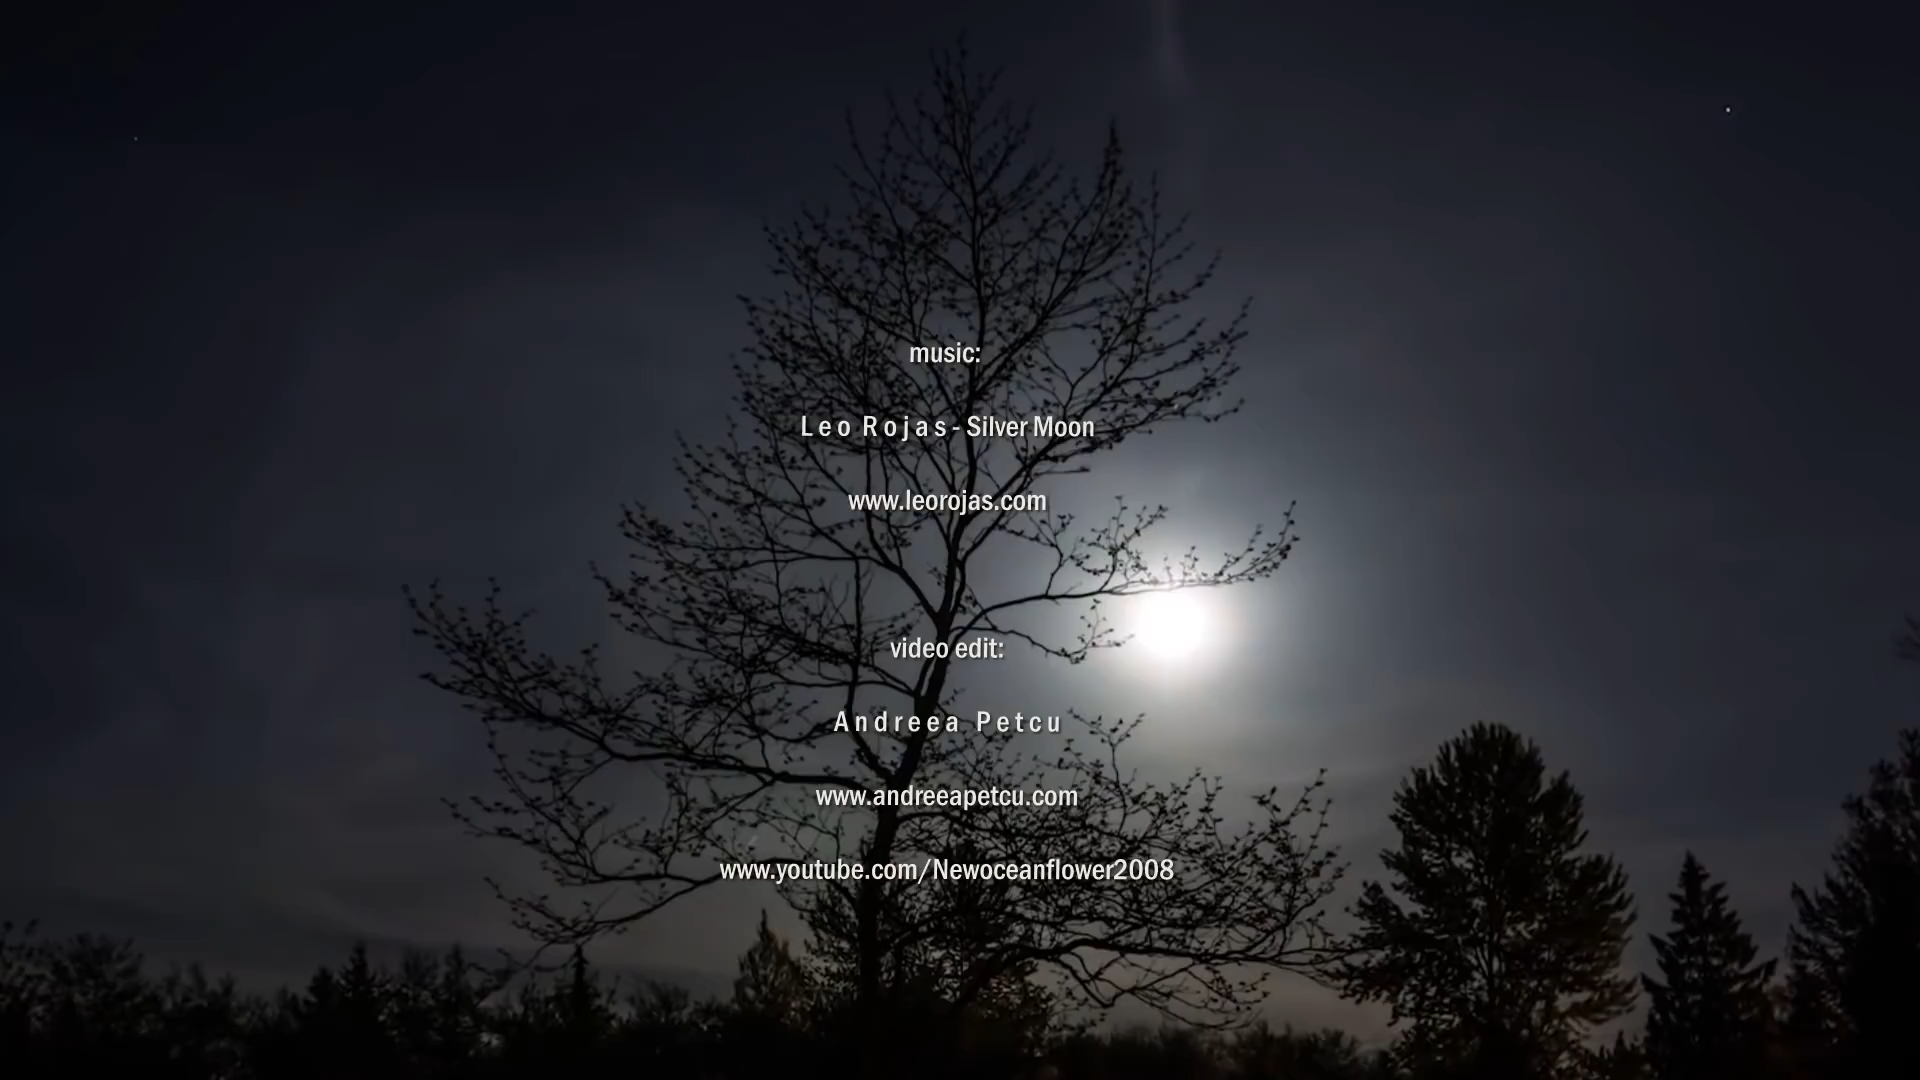 music:
Leo Rojas - Silver Moon
www.leorojas.com
video edit:
Andreea Petcu
www.andreeapetcu.com
www.youtube.com/Newoceanflower2008